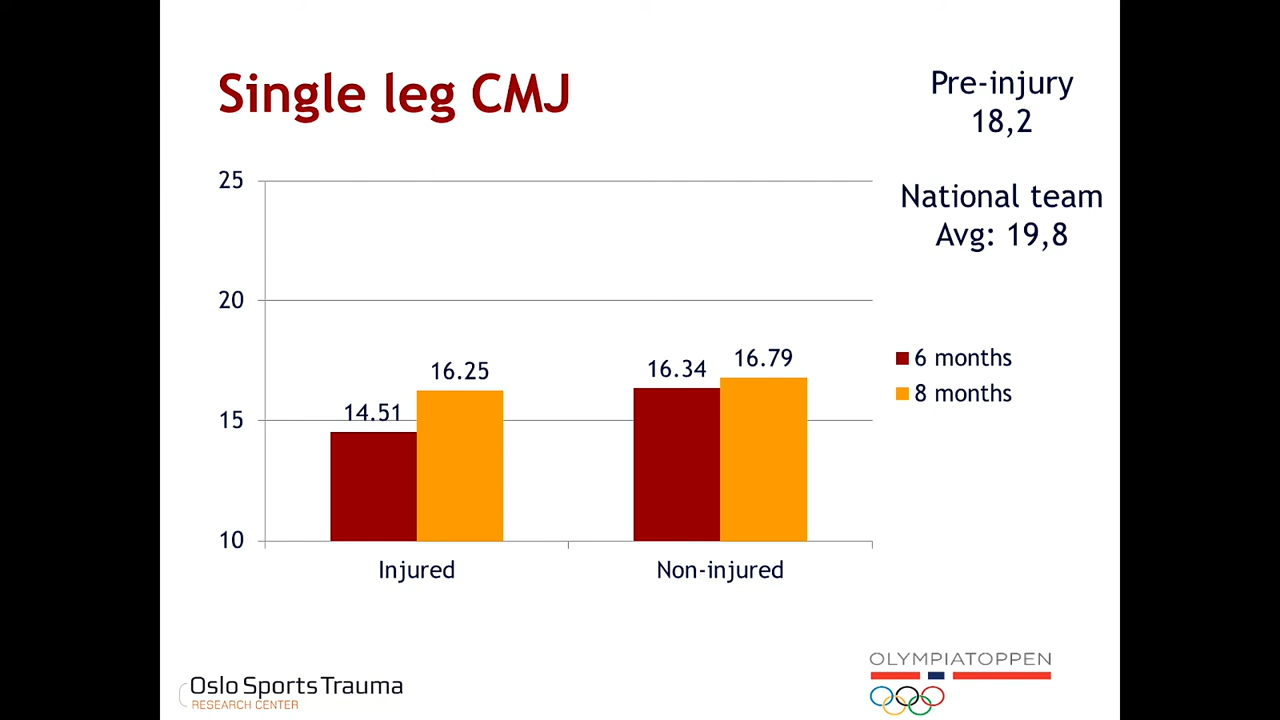 Single leg CMJ
Pre-injury
18,2
National team
Avg: 19,8
25
20
15
10
14.51
16.25
16.34
16.79
Injured
Non-injured
6 months
8 months
Oslo Sports Trauma
RESEARCH CENTER
OLYMPIATOPPEN